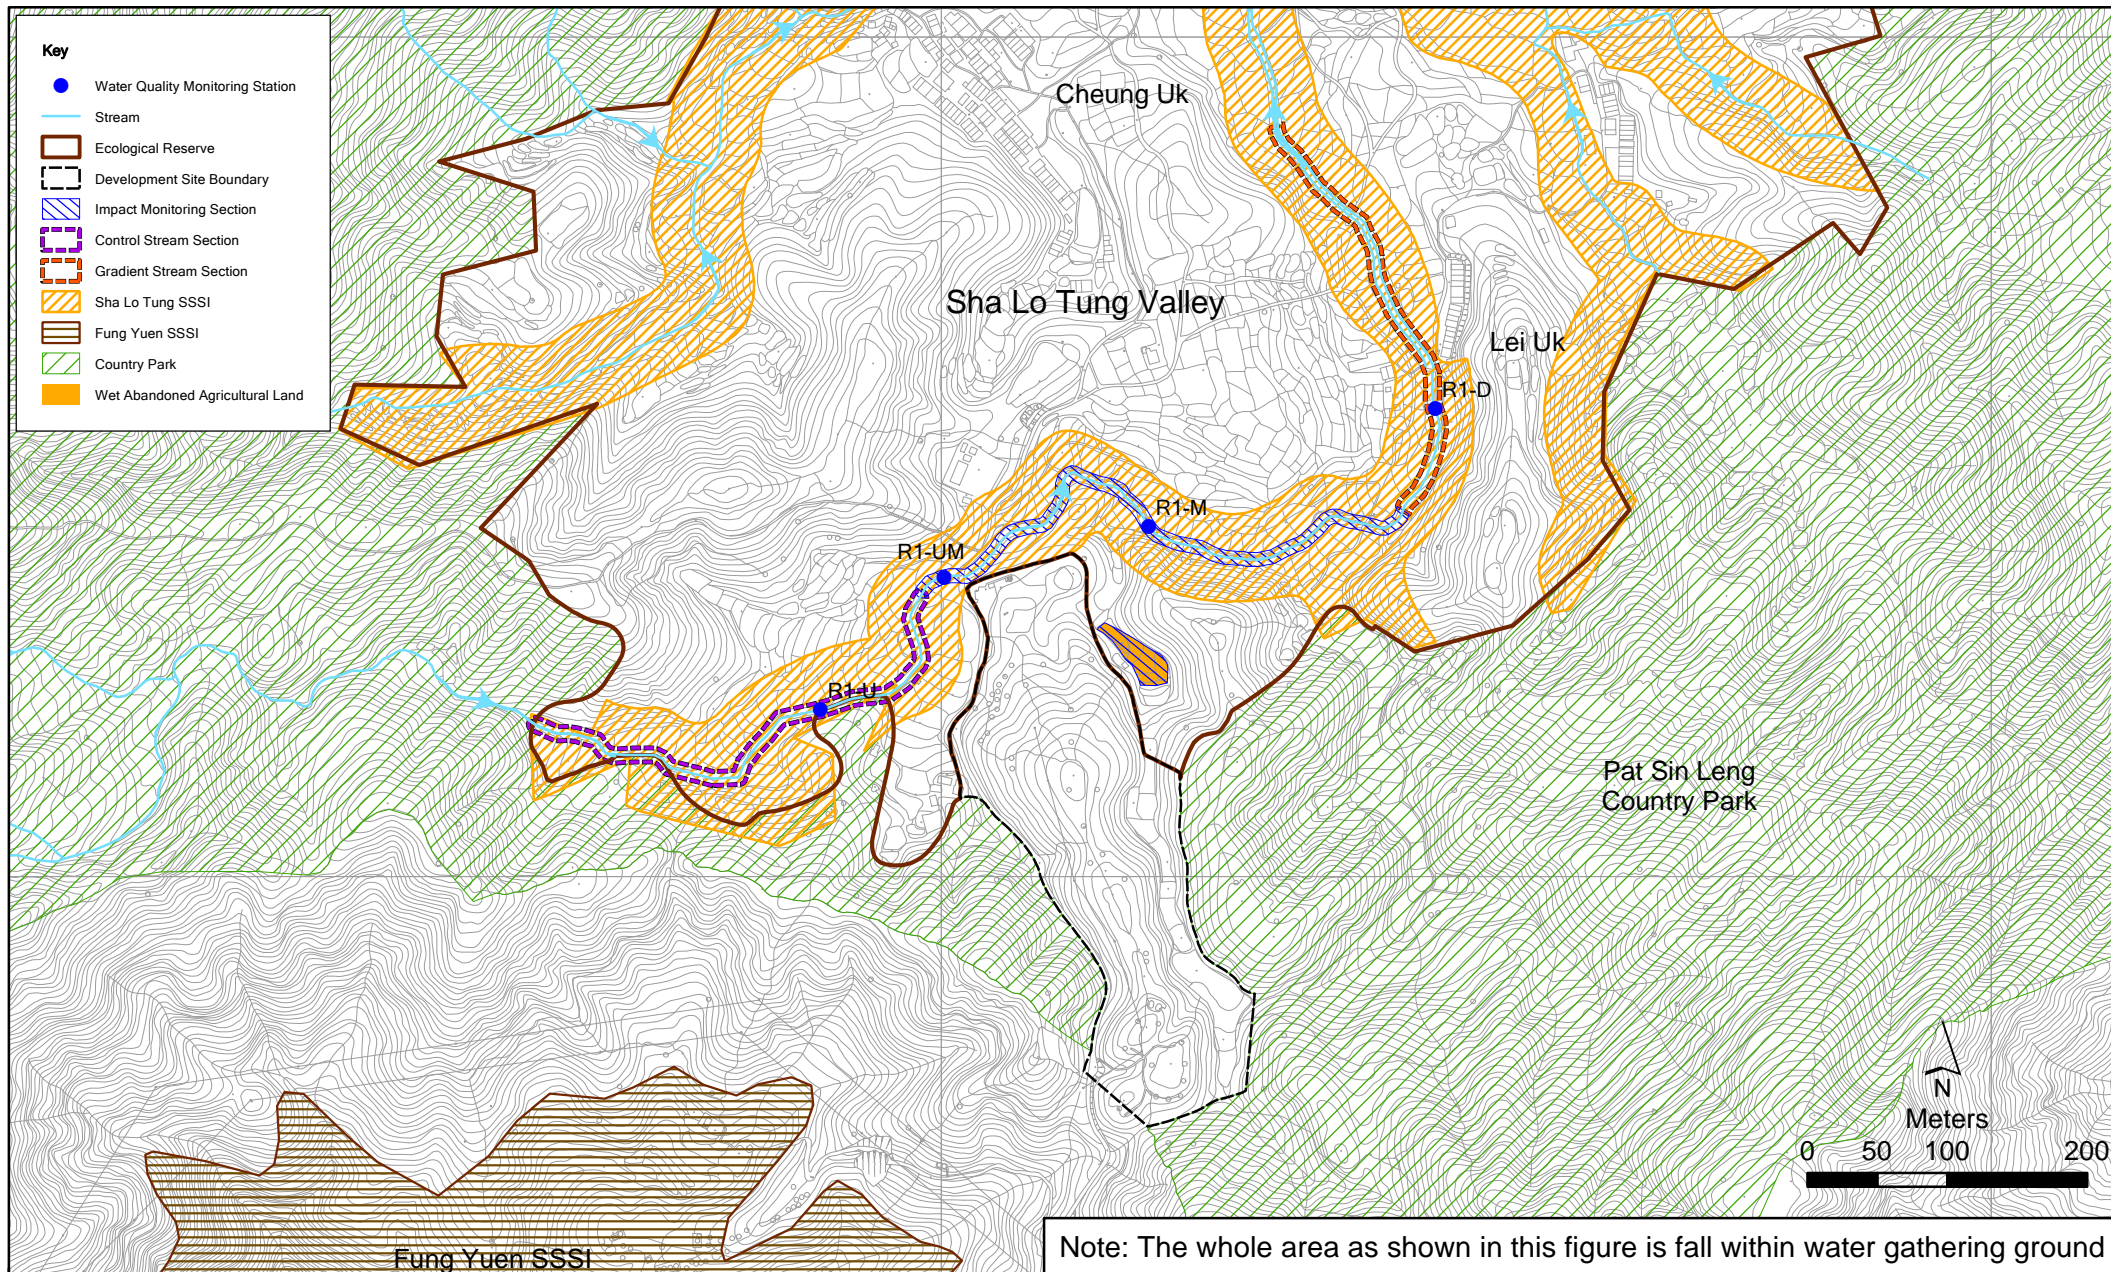 Key
Water Quality Monitoring Station
Stream
Ecological Reserve
Development Site Boundary
Impact Monitoring Section
Control Stream Section
Gradient Stream Section
Sha Lo Tung SSSI
Fung Yuen SSSI
Country Park
Wet Abandoned Agricultural Land
Cheung Uk
Sha Lo Tung Valley
Lei Uk
R1-D
R1-M
R1-UM
R1-U
Pat Sin Leng
Country Park
N
Meters
0 50 100 200
Fung Yuen SSSI
Note: The whole area as shown in this figure is fall within water gathering ground